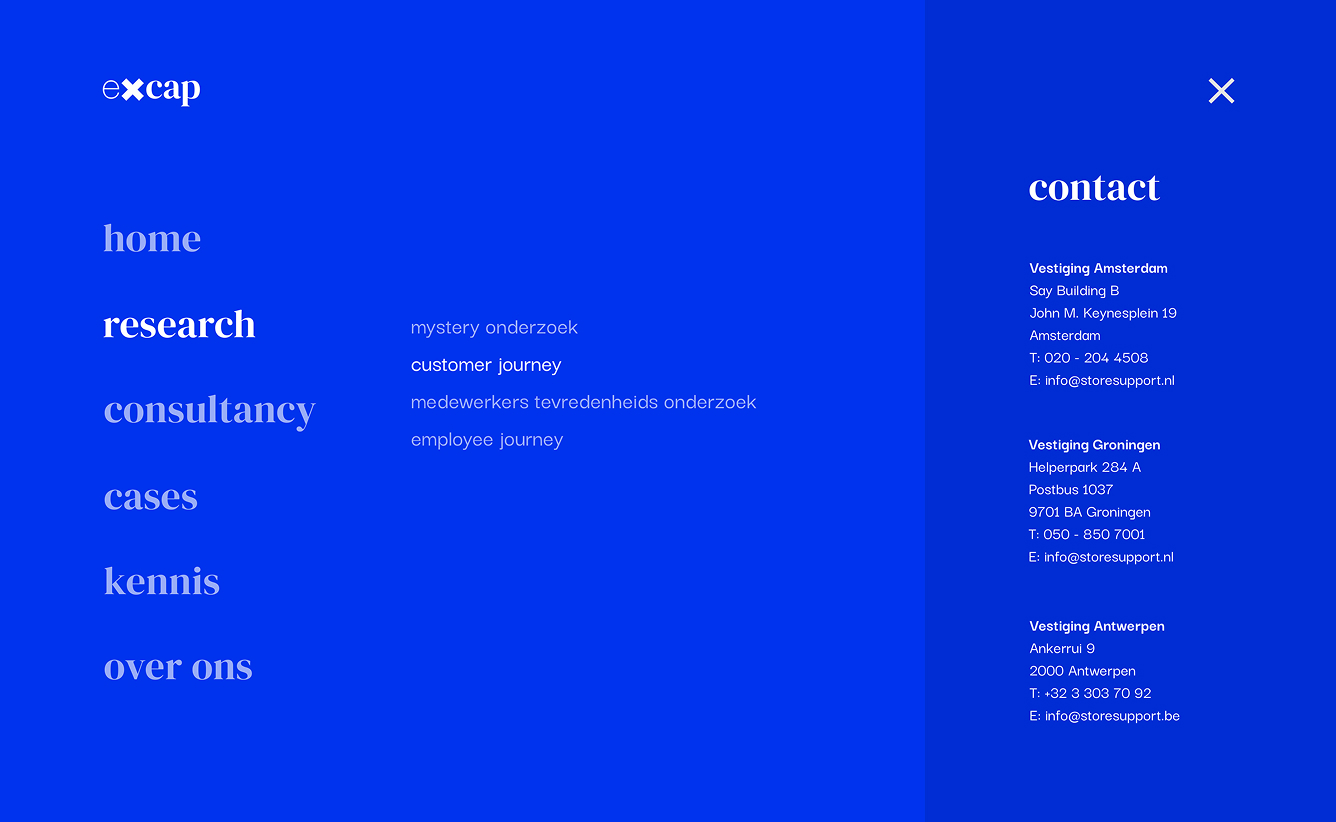 excap
home
research
consultancy
cases
kennis
over ons
mystery onderzoek
customer journey
medewerkers tevredenheids onderzoek
employee journey
contact
Vestiging Amsterdam
Say Building B
John M. Keynesplein 19
Amsterdam
T: 020 - 204 4508
E: info@storesupport.nl
Vestiging Groningen
Helperpark 284 A
Postbus 1037
9701 BA Groningen
T: 050 - 850 7001
E: info@storesupport.nl
Vestiging Antwerpen
Ankerrui 9
2000 Antwerpen
T: +32 3 303 70 92
E: info@storesupport.be